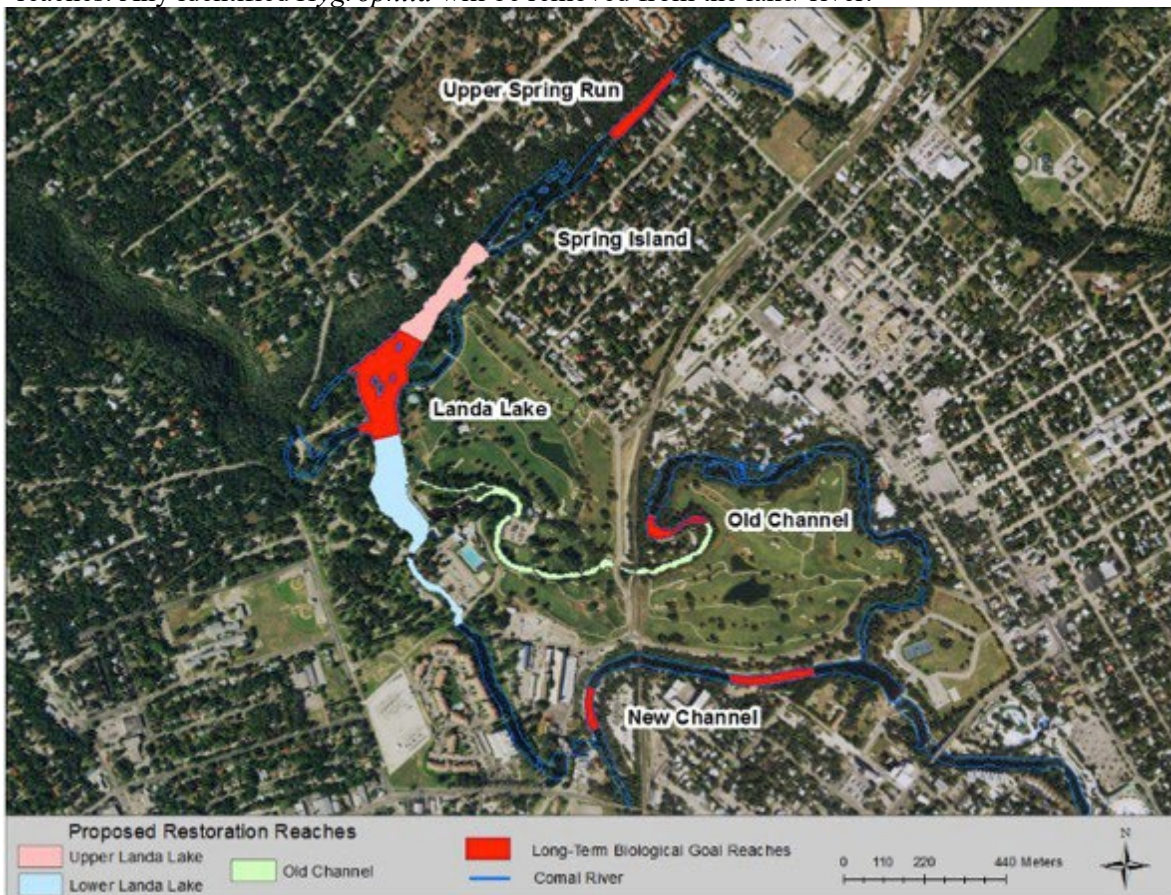 Upper Spring Run
Spring Island
Landa Lake
Old Channel
New Channel
Proposed Restoration Reaches
Upper Landa Lake
Lower Landa Lake
Old Channel
Long-Term Biological Goal Reaches
Comal River
N
0 110 220 440 Meters